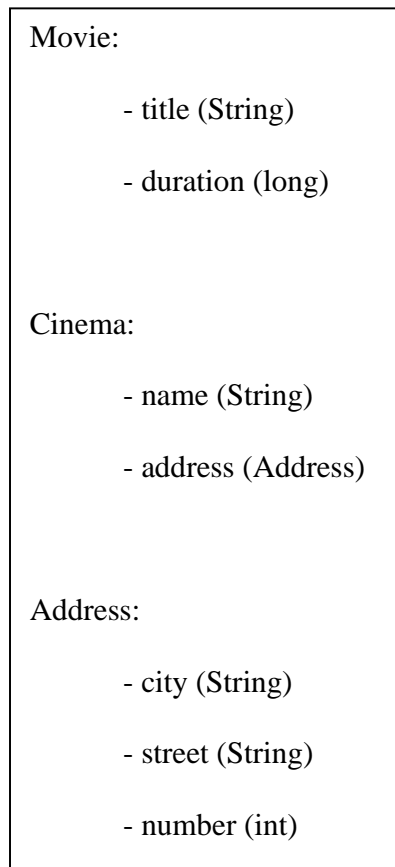 Movie:
- title (String)
- duration (long)
Cinema:
- name (String)
- address (Address)
Address:
- city (String)
- street (String)
- number (int)